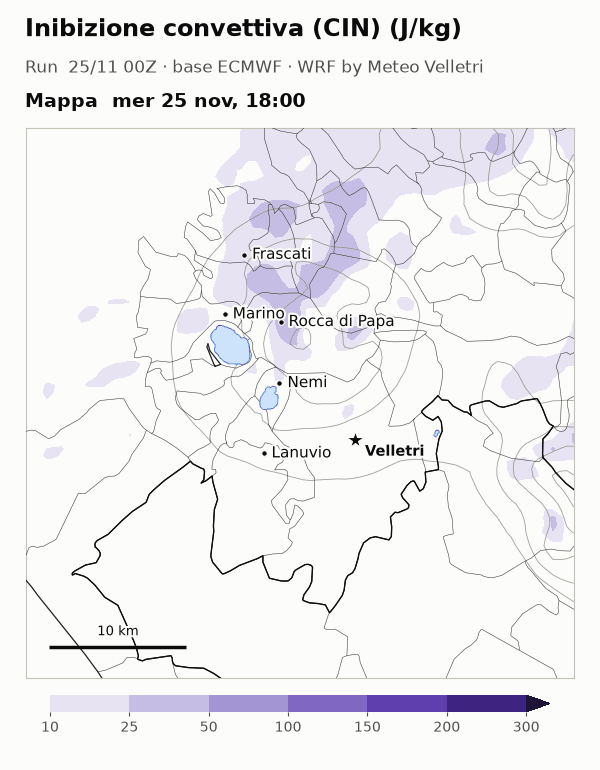 Inibizione convettiva (CIN) (J/kg)
Run  25/11 00Z · base ECMWF · WRF by Meteo Velletri
Mappa  mer 25 nov, 18:00
Frascati
Marino
Rocca di Papa
Nemi
Velletri
Lanuvio
10 km
10 25 50 100 150 200 300